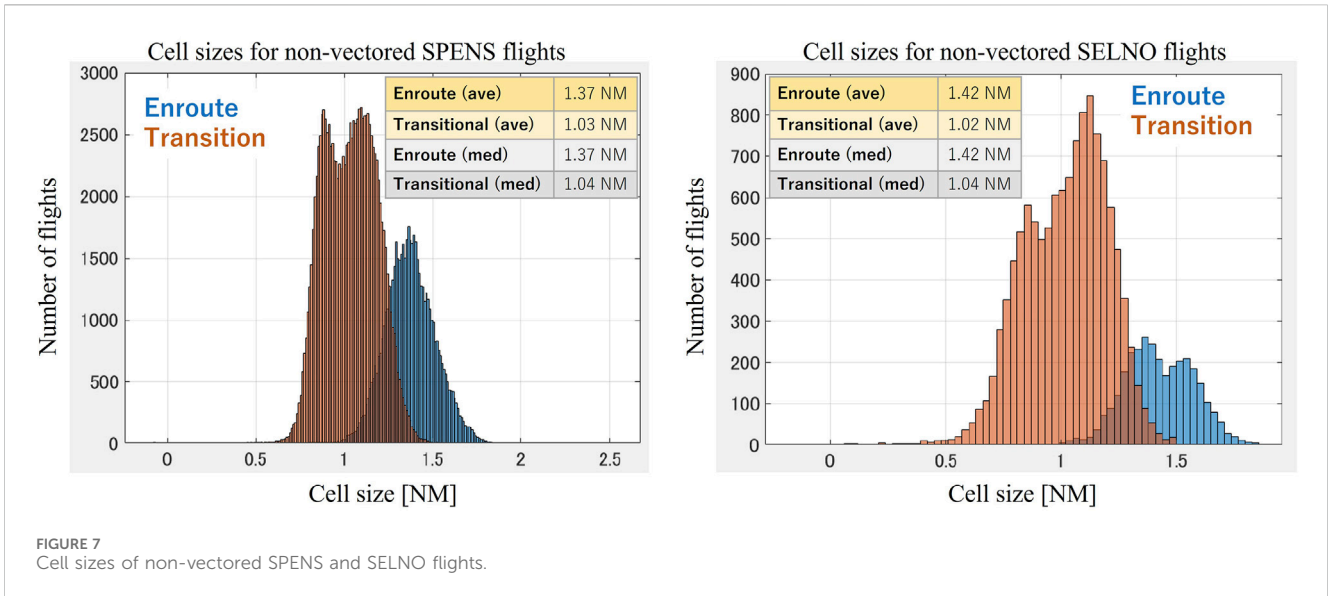 Cell sizes for non-vectored SPENS flights
3000
2500
2000
1500
1000
500
0
0 0.5 1 1.5 2 2.5
Number of flights
Cell size [NM]
Enroute
Transition
Enroute (ave) 1.37 NM
Transitional (ave) 1.03 NM
Enroute (med) 1.37 NM
Transitional (med) 1.04 NM
Cell sizes for non-vectored SELNO flights
900
800
700
600
500
400
300
200
100
0
0 0.5 1 1.5
Number of flights
Cell size [NM]
Enroute (ave) 1.42 NM
Transitional (ave) 1.02 NM
Enroute (med) 1.42 NM
Transitional (med) 1.04 NM
Enroute
Transition
FIGURE 7
Cell sizes of non-vectored SPENS and SELNO flights.